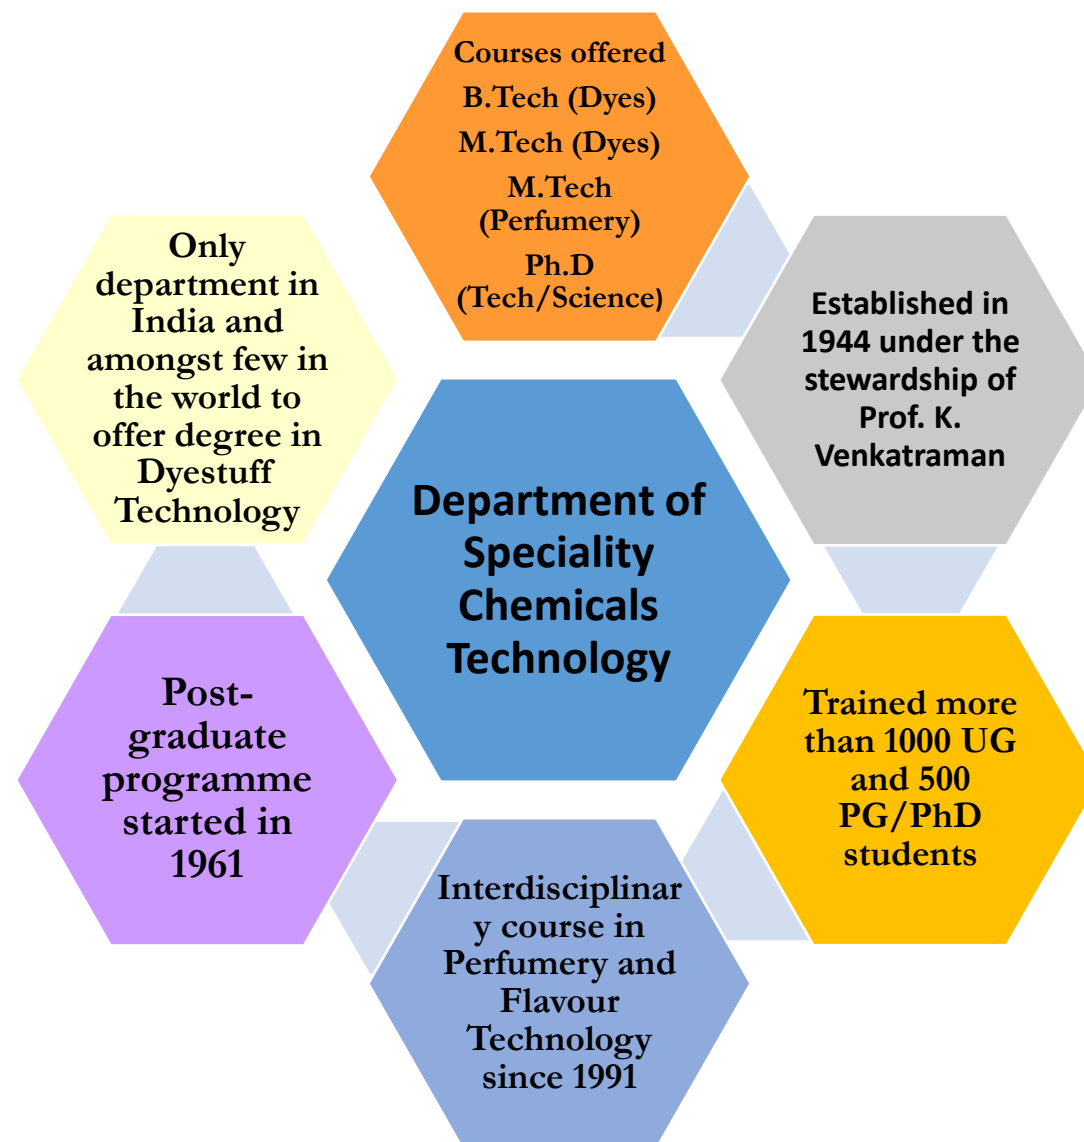 Courses offered
B.Tech (Dyes)
M.Tech (Dyes)
M.Tech
(Perfumery)
Ph.D
(Tech/Science)
Established in
1944 under the
stewardship of
Prof. K.
Venkatraman
Trained more
than 1000 UG
and 500
PG/PhD
students
Interdisciplinar
y course in
Perfumery and
Flavour
Technology
since 1991
Post-
graduate
programme
started in
1961
Only
department in
India and
amongst few in
the world to
offer degree in
Dyestuff
Technology
Department of
Speciality
Chemicals
Technology